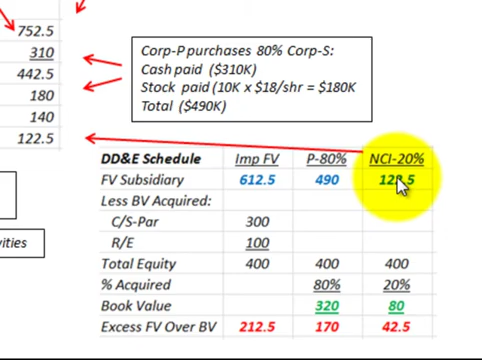 752.5
310
442.5
180
140
122.5
Corp-P purchases 80% Corp-S:
Cash paid ($310K)
Stock paid (10K x $18/shr = $180K
Total ($490K)
DD&E Schedule Imp FV P-80% NCI-20%
FV Subsidiary 612.5 490 122.5
Less BV Acquired:
C/S-Par 300
R/E 100
Total Equity 400 400 400
% Acquired 80% 20%
Book Value 320 80
Excess FV Over BV 212.5 170 42.5
vities